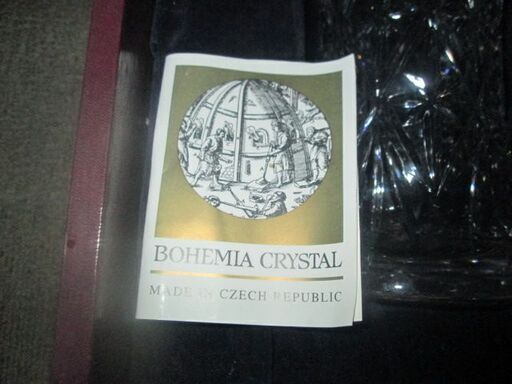 BOHEMIA CRYSTAL
MADE IN CZECH REPUBLIC